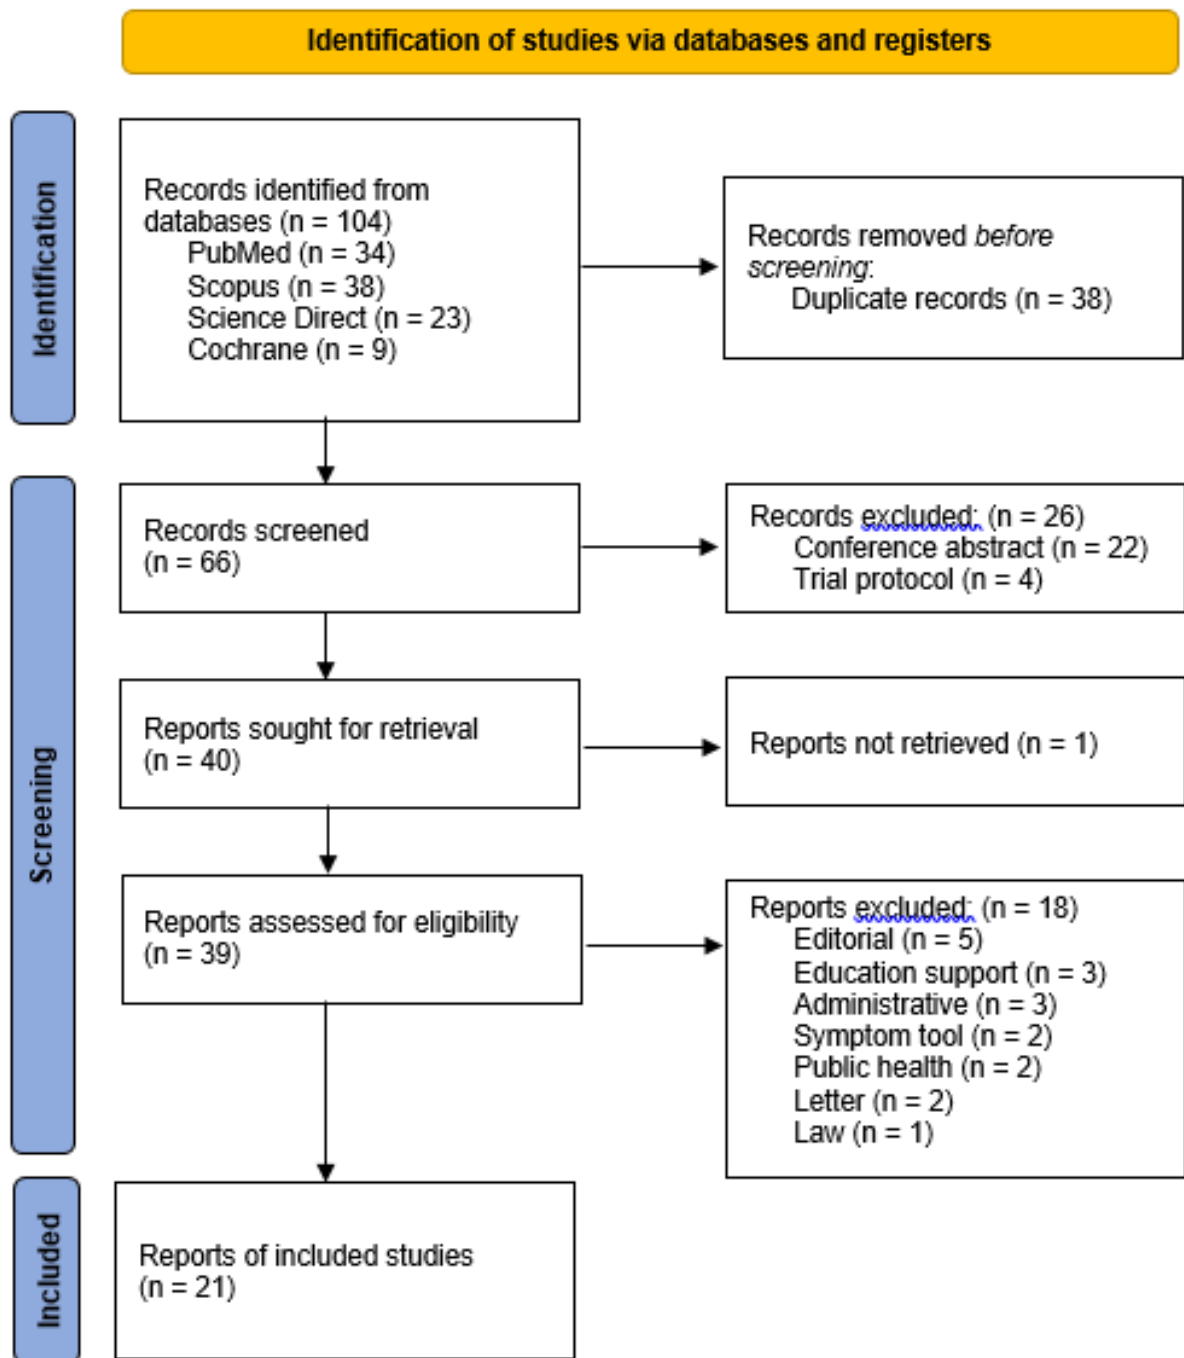 Identification of studies via databases and registers
Identification
Records identified from
databases (n = 104)
PubMed (n = 34)
Scopus (n = 38)
Science Direct (n = 23)
Cochrane (n = 9)
Records removed before
screening:
Duplicate records (n = 38)
Screening
Records screened
(n = 66)
Records excluded: (n = 26)
Conference abstract (n = 22)
Trial protocol (n = 4)
Reports sought for retrieval
(n = 40)
Reports not retrieved (n = 1)
Reports assessed for eligibility
(n = 39)
Reports excluded: (n = 18)
Editorial (n = 5)
Education support (n = 3)
Administrative (n = 3)
Symptom tool (n = 2)
Public health (n = 2)
Letter (n = 2)
Law (n = 1)
Included
Reports of included studies
(n = 21)